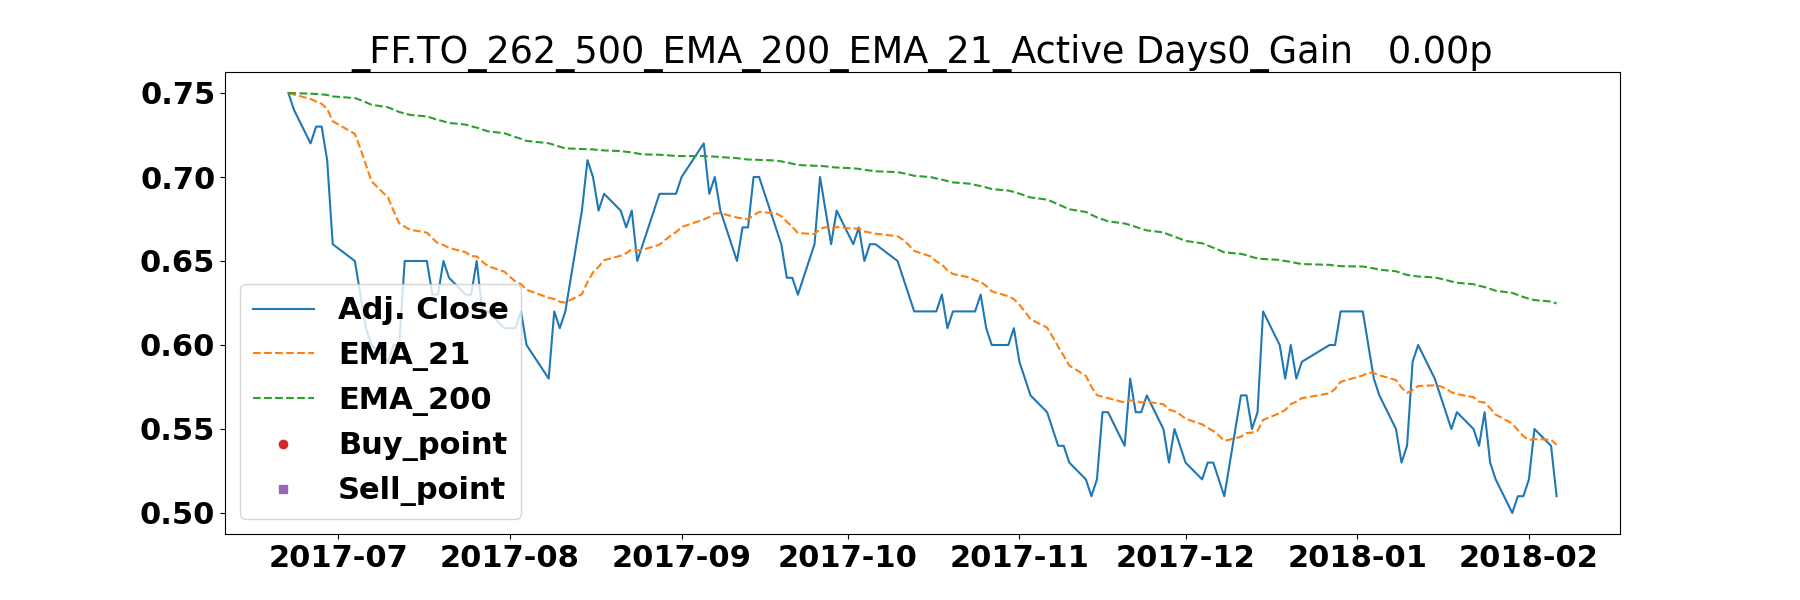 _FF.TO_262_500_EMA_200_EMA_21_Active Days0_Gain   0.00p
0.75
0.70
0.65
0.60
0.55
0.50
Adj. Close
EMA_21
EMA_200
Buy_point
Sell_point
2017-07 2017-08 2017-09 2017-10 2017-11 2017-12 2018-01 2018-02